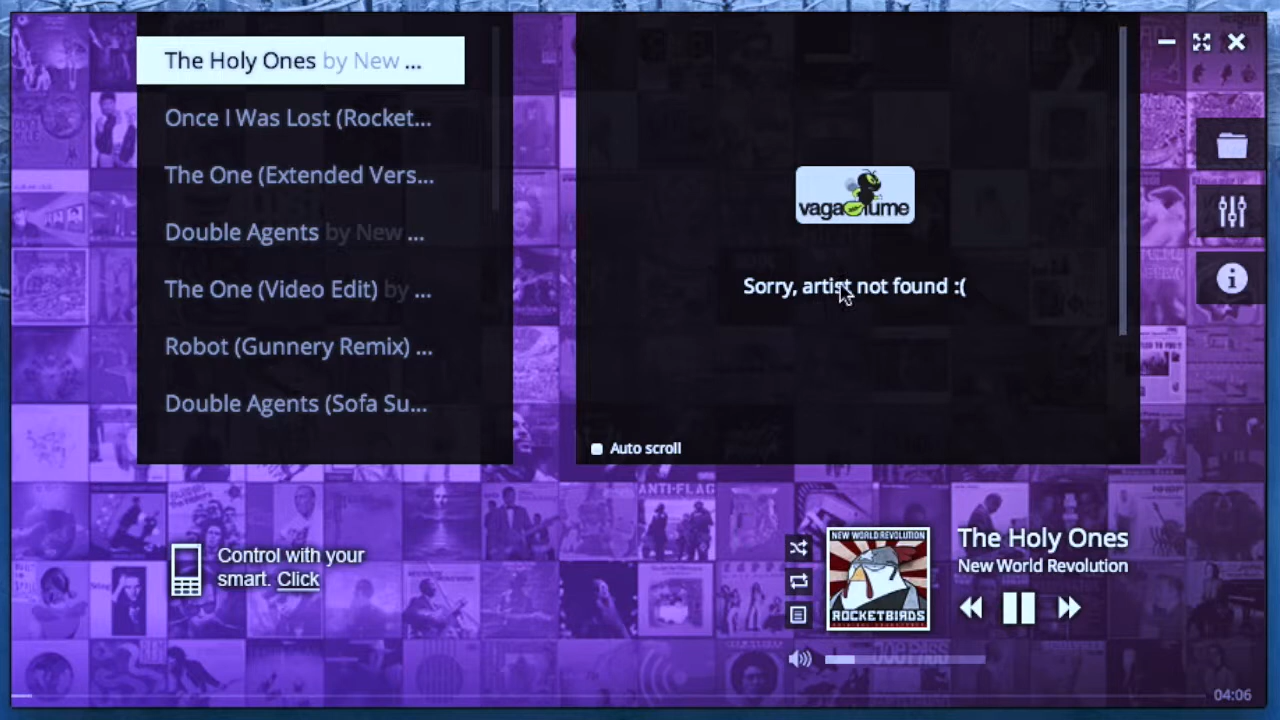 The Holy Ones by New ...
Once I Was Lost (Rocket...
The One (Extended Vers...
Double Agents by New ...
The One (Video Edit) by ...
Robot (Gunnery Remix) ...
Double Agents (Sofa Su...
vagalume
Sorry, artist not found :(
Auto scroll
ANTI-FLAG
Control with your
smart. Click
NEW WORLD REVOLUTION
ROCKETBIRDS
The Holy Ones
New World Revolution
04:06